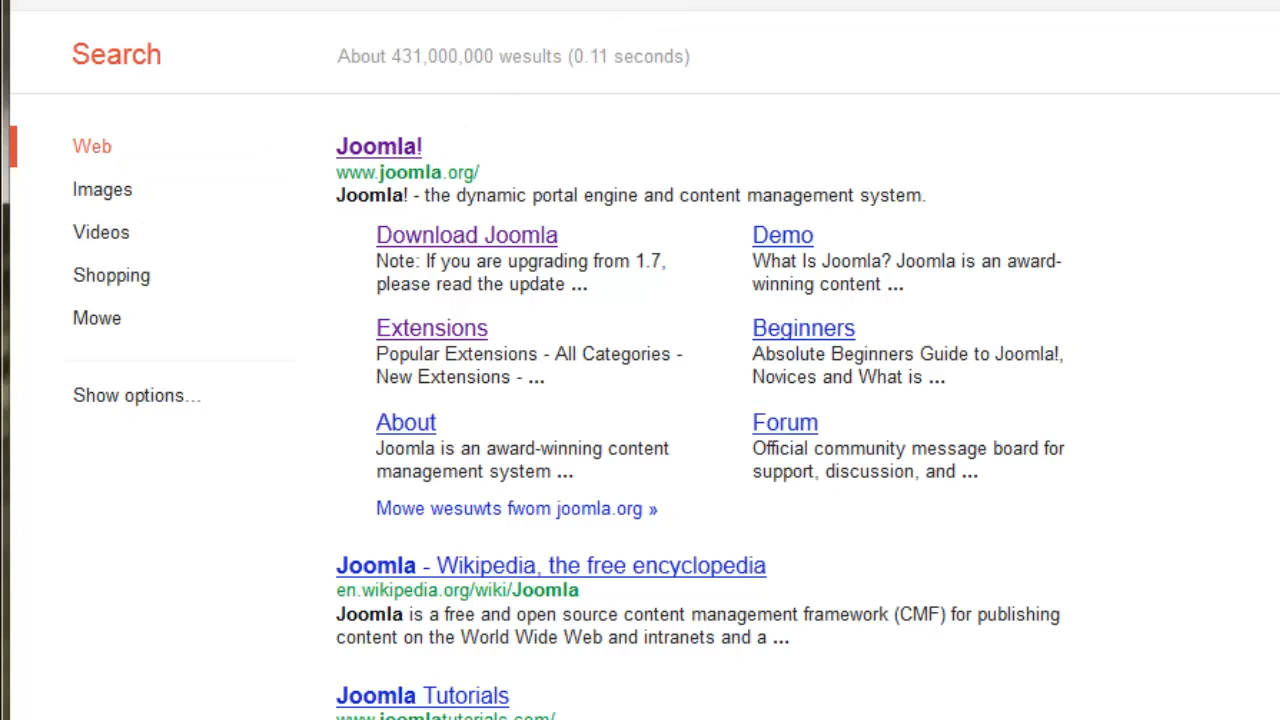 Search
About 431,000,000 wesults (0.11 seconds)
Web
Images
Videos
Shopping
Mowe
Show options...
Joomla!
www.joomla.org/
Joomla! - the dynamic portal engine and content management system.
Download Joomla
Note: If you are upgrading from 1.7,
please read the update ...
Demo
What Is Joomla? Joomla is an award-
winning content ...
Extensions
Popular Extensions - All Categories -
New Extensions - ...
Beginners
Absolute Beginners Guide to Joomla!,
Novices and What is ...
About
Joomla is an award-winning content
management system ...
Forum
Official community message board for
support, discussion, and ...
Mowe wesuwts fwom joomla.org »
Joomla - Wikipedia, the free encyclopedia
en.wikipedia.org/wiki/Joomla
Joomla is a free and open source content management framework (CMF) for publishing
content on the World Wide Web and intranets and a ...
Joomla Tutorials
www.joomlatutorials.com/